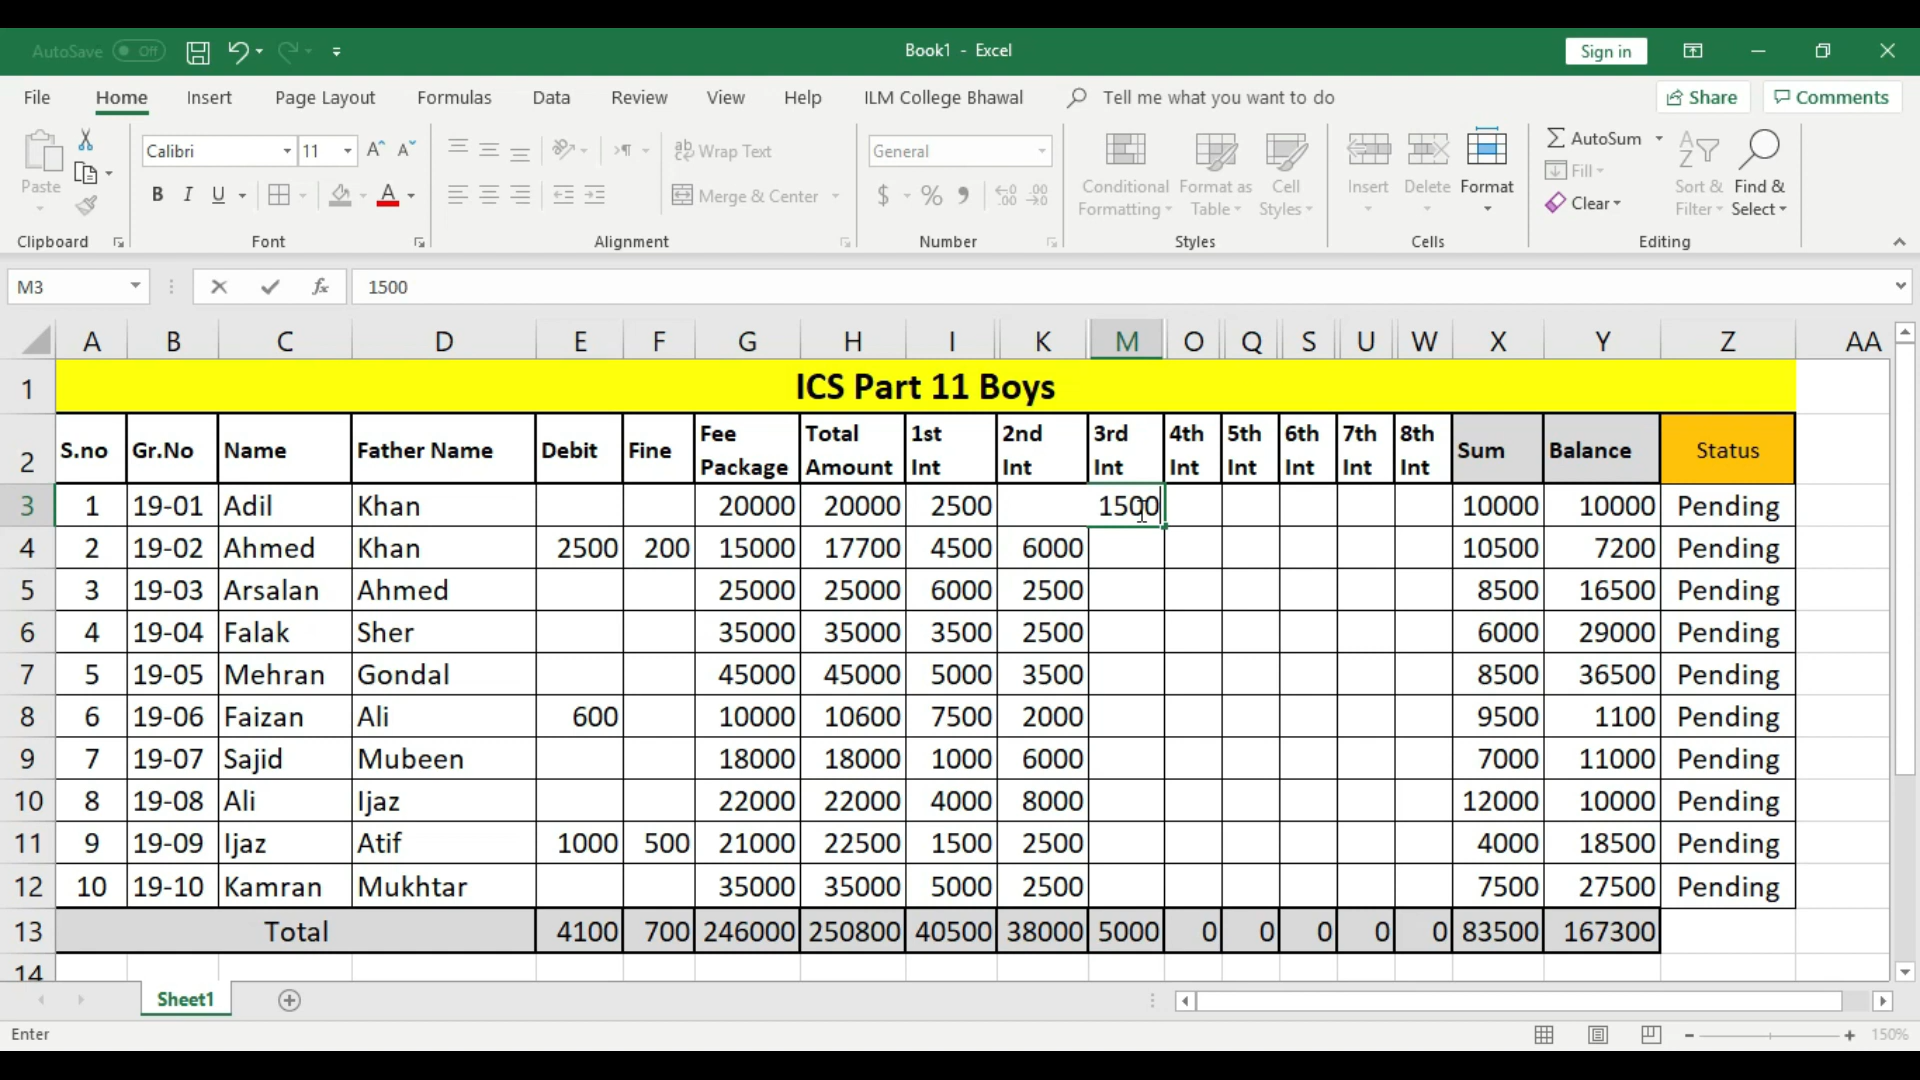 AutoSave Off Book1 - Excel Sign in
File Home Insert Page Layout Formulas Data Review View Help ILM College Bhawal Tell me what you want to do Share Comments
Paste Calibri 11 Wrap Text General Conditional Formatting Format as Table Cell Styles Insert Delete Format AutoSum Fill Sort & Filter Find & Select
B I U A Merge & Center $ % Clear
Clipboard Font Alignment Number Styles Cells Editing
M3 fx 1500
A B C D E F G H I K M O Q S U W X Y Z AA
1 ICS Part 11 Boys
2 S.no Gr.No Name Father Name Debit Fine Fee Package Total Amount 1st Int 2nd Int 3rd Int 4th Int 5th Int 6th Int 7th Int 8th Int Sum Balance Status
3 1 19-01 Adil Khan 20000 20000 2500 1500 10000 10000 Pending
4 2 19-02 Ahmed Khan 2500 200 15000 17700 4500 6000 10500 7200 Pending
5 3 19-03 Arsalan Ahmed 25000 25000 6000 2500 8500 16500 Pending
6 4 19-04 Falak Sher 35000 35000 3500 2500 6000 29000 Pending
7 5 19-05 Mehran Gondal 45000 45000 5000 3500 8500 36500 Pending
8 6 19-06 Faizan Ali 600 10000 10600 7500 2000 9500 1100 Pending
9 7 19-07 Sajid Mubeen 18000 18000 1000 6000 7000 11000 Pending
10 8 19-08 Ali Ijaz 22000 22000 4000 8000 12000 10000 Pending
11 9 19-09 Ijaz Atif 1000 500 21000 22500 1500 2500 4000 18500 Pending
12 10 19-10 Kamran Mukhtar 35000 35000 5000 2500 7500 27500 Pending
13 Total 4100 700 246000 250800 40500 38000 5000 0 0 0 0 0 83500 167300
14
Sheet1
Enter 150%